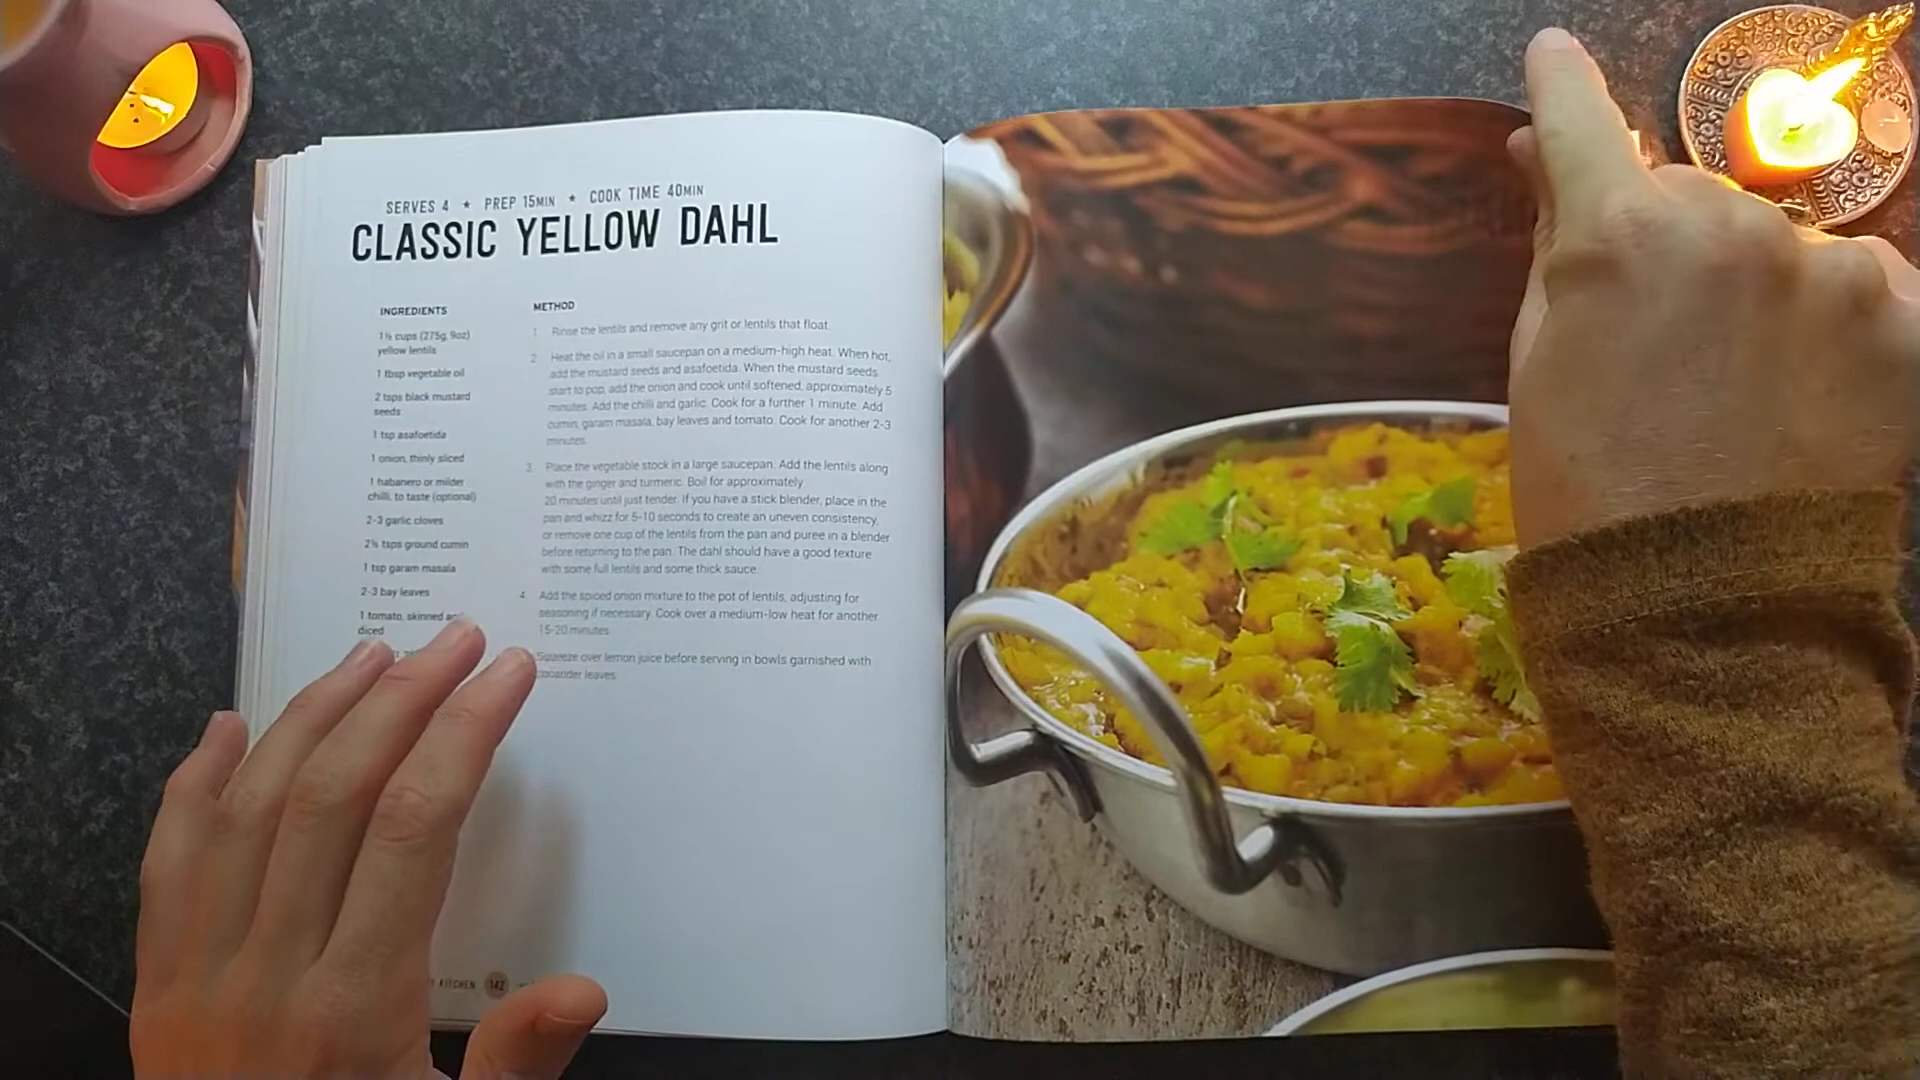 SERVES 4 ★ PREP 15MIN ★ COOK TIME 40MIN
CLASSIC YELLOW DAHL
INGREDIENTS
1½ cups (275g, 9oz)
yellow lentils
1 tbsp vegetable oil
2 tsps black mustard
seeds
1 tsp asafoetida
1 onion, thinly sliced
1 habanero or milder
chilli, to taste (optional)
2-3 garlic cloves
2½ tsps ground cumin
1 tsp garam masala
2-3 bay leaves
1 tomato, skinned
diced
METHOD
1. Rinse the lentils and remove any grit or lentils that float.
2. Heat the oil in a small saucepan on a medium-high heat. When hot,
add the mustard seeds and asafoetida. When the mustard seeds
start to pop, add the onion and cook until softened, approximately 5
minutes. Add the chilli and garlic. Cook for a further 1 minute. Add
cumin, garam masala, bay leaves and tomato. Cook for another 2-3
minutes.
3. Place the vegetable stock in a large saucepan. Add the lentils along
with the ginger and turmeric. Boil for approximately
20 minutes until just tender. If you have a stick blender, place in the
pan and whizz for 5-10 seconds to create an uneven consistency,
or remove one cup of the lentils from the pan and puree in a blender
before returning to the pan. The dahl should have a good texture
with some full lentils and some thick sauce.
4. Add the spiced onion mixture to the pot of lentils, adjusting for
seasoning if necessary. Cook over a medium-low heat for another
15-20 minutes.
Squeeze over lemon juice before serving in bowls garnished with
coriander leaves.
KITCHEN 142